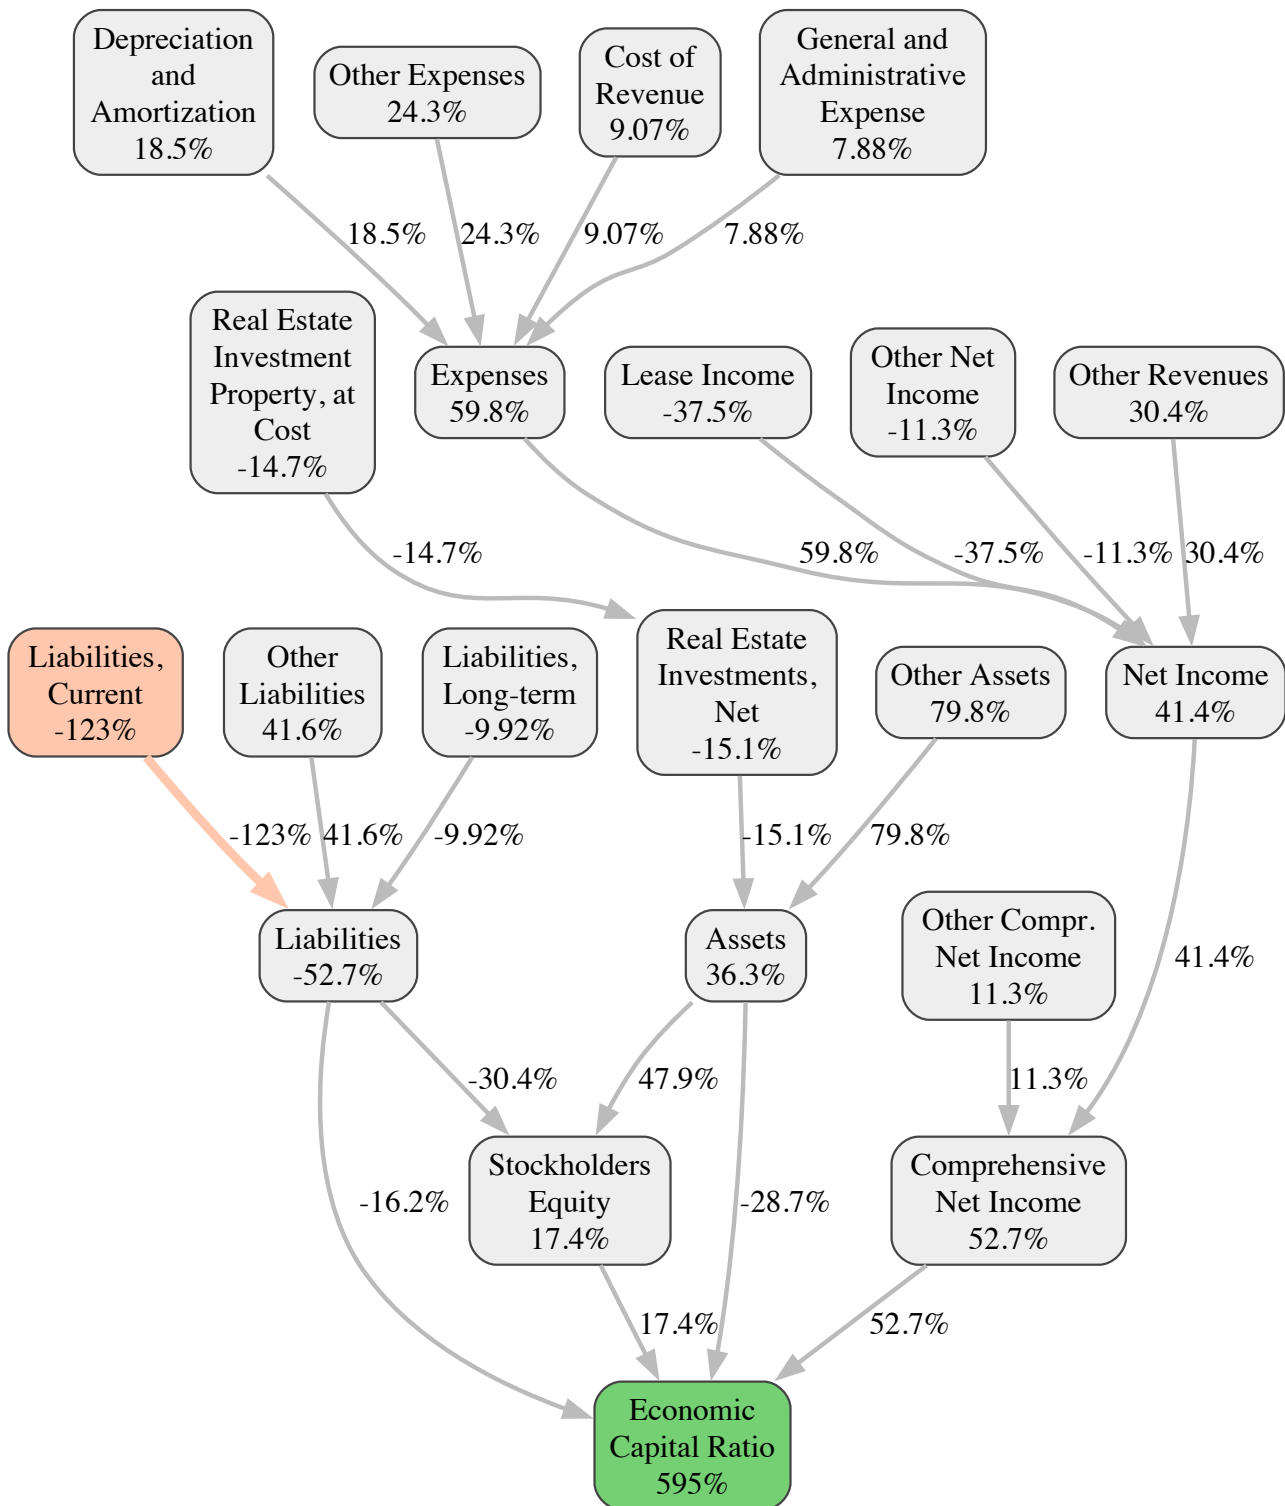 Depreciation
and
Amortization
18.5%
Other Expenses
24.3%
Cost of
Revenue
9.07%
General and
Administrative
Expense
7.88%
18.5%
24.3%
9.07%
7.88%
Real Estate
Investment
Property, at
Cost
-14.7%
Expenses
59.8%
Lease Income
-37.5%
Other Net
Income
-11.3%
Other Revenues
30.4%
-14.7%
59.8%
-37.5%
-11.3%
30.4%
Liabilities,
Current
-123%
Other
Liabilities
41.6%
Liabilities,
Long-term
-9.92%
Real Estate
Investments,
Net
-15.1%
Other Assets
79.8%
Net Income
41.4%
-123%
41.6%
-9.92%
-15.1%
79.8%
Liabilities
-52.7%
Assets
36.3%
Other Compr.
Net Income
11.3%
41.4%
-30.4%
47.9%
11.3%
Stockholders
Equity
17.4%
Comprehensive
Net Income
52.7%
-16.2%
-28.7%
17.4%
52.7%
Economic
Capital Ratio
595%